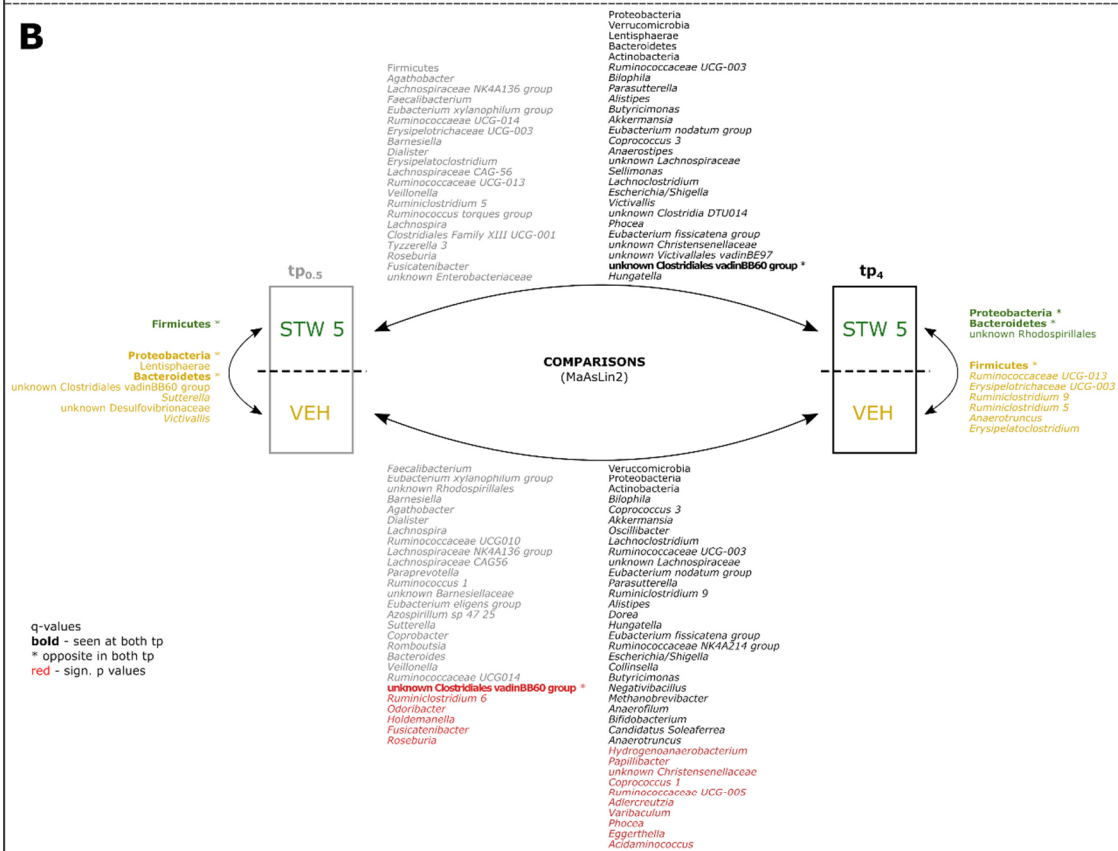 B
Firmicutes
Agathobacter
Lachnospiraceae NK4A136 group
Faecalibacterium
Eubacterium xylanophilum group
Ruminococcaeae UCG-014
Erysipelotrichaceae UCG-003
Barnesiella
Dialister
Erysipelatoclostridium
Lachnospiraceae CAG-56
Ruminococcaceae UCG-013
Veillonella
Ruminiclostridium 5
Ruminococcus torques group
Lachnospira
Clostridiales Family XIII UCG-001
Tyzzerella 3
Roseburia
Fusicatenibacter
unknown Enterobacteriaceae
Proteobacteria
Verrucomicrobia
Lentisphaerae
Bacteroidetes
Actinobacteria
Ruminococcaceae UCG-003
Bilophila
Parasutterella
Alistipes
Butyricimonas
Akkermansia
Eubacterium nodatum group
Coprococcus 3
Anaerostipes
unknown Lachnospiraceae
Sellimonas
Lachnoclostridium
Escherichia/Shigella
Victivallis
unknown Clostridia DTU014
Phocea
Eubacterium fissicatena group
unknown Christensenellaceae
unknown Victivallales vadinBE97
unknown Clostridiales vadinBB60 group *
Hungatella
tp0.5
STW 5
VEH
Firmicutes *
Proteobacteria *
Lentisphaerae
Bacteroidetes *
unknown Clostridiales vadinBB60 group
Sutterella
unknown Desulfovibrionaceae
Victivallis
COMPARISONS
(MaAsLin2)
tp4
STW 5
VEH
Proteobacteria *
Bacteroidetes *
unknown Rhodospirillales
Firmicutes *
Ruminococcaceae UCG-013
Erysipelotrichaceae UCG-003
Ruminiclostridium 9
Ruminiclostridium 5
Anaerotruncus
Erysipelatoclostridium
Faecalibacterium
Eubacterium xylanophilum group
unknown Rhodospirillales
Barnesiella
Agathobacter
Dialister
Lachnospira
Ruminococcaceae UCG010
Lachnospiraceae NK4A136 group
Lachnospiraceae CAG56
Paraprevotella
Ruminococcus 1
unknown Barnesiellaceae
Eubacterium eligens group
Azospirillum sp 47 25
Sutterella
Coprobacter
Romboutsia
Bacteroides
Veillonella
Ruminococcaceae UCG014
unknown Clostridiales vadinBB60 group *
Ruminiclostridium 6
Odoribacter
Holdemanella
Fusicatenibacter
Roseburia
Veruccomicrobia
Proteobacteria
Actinobacteria
Bilophila
Coprococcus 3
Akkermansia
Oscillibacter
Lachnoclostridium
Ruminococcaceae UCG-003
unknown Lachnospiraceae
Eubacterium nodatum group
Parasutterella
Ruminiclostridium 9
Alistipes
Dorea
Hungatella
Eubacterium fissicatena group
Ruminococcaceae NK4A214 group
Escherichia/Shigella
Collinsella
Butyricimonas
Negativibacillus
Methanobrevibacter
Anaerofilum
Bifidobacterium
Candidatus Soleaferrea
Anaerotruncus
Hydrogenoanaerobacterium
Papillibacter
unknown Christensenellaceae
Coprococcus 1
Ruminococcaceae UCG-005
Adlercreutzia
Varibaculum
Phocea
Eggerthella
Acidaminococcus
q-values
bold - seen at both tp
* opposite in both tp
red - sign. p values